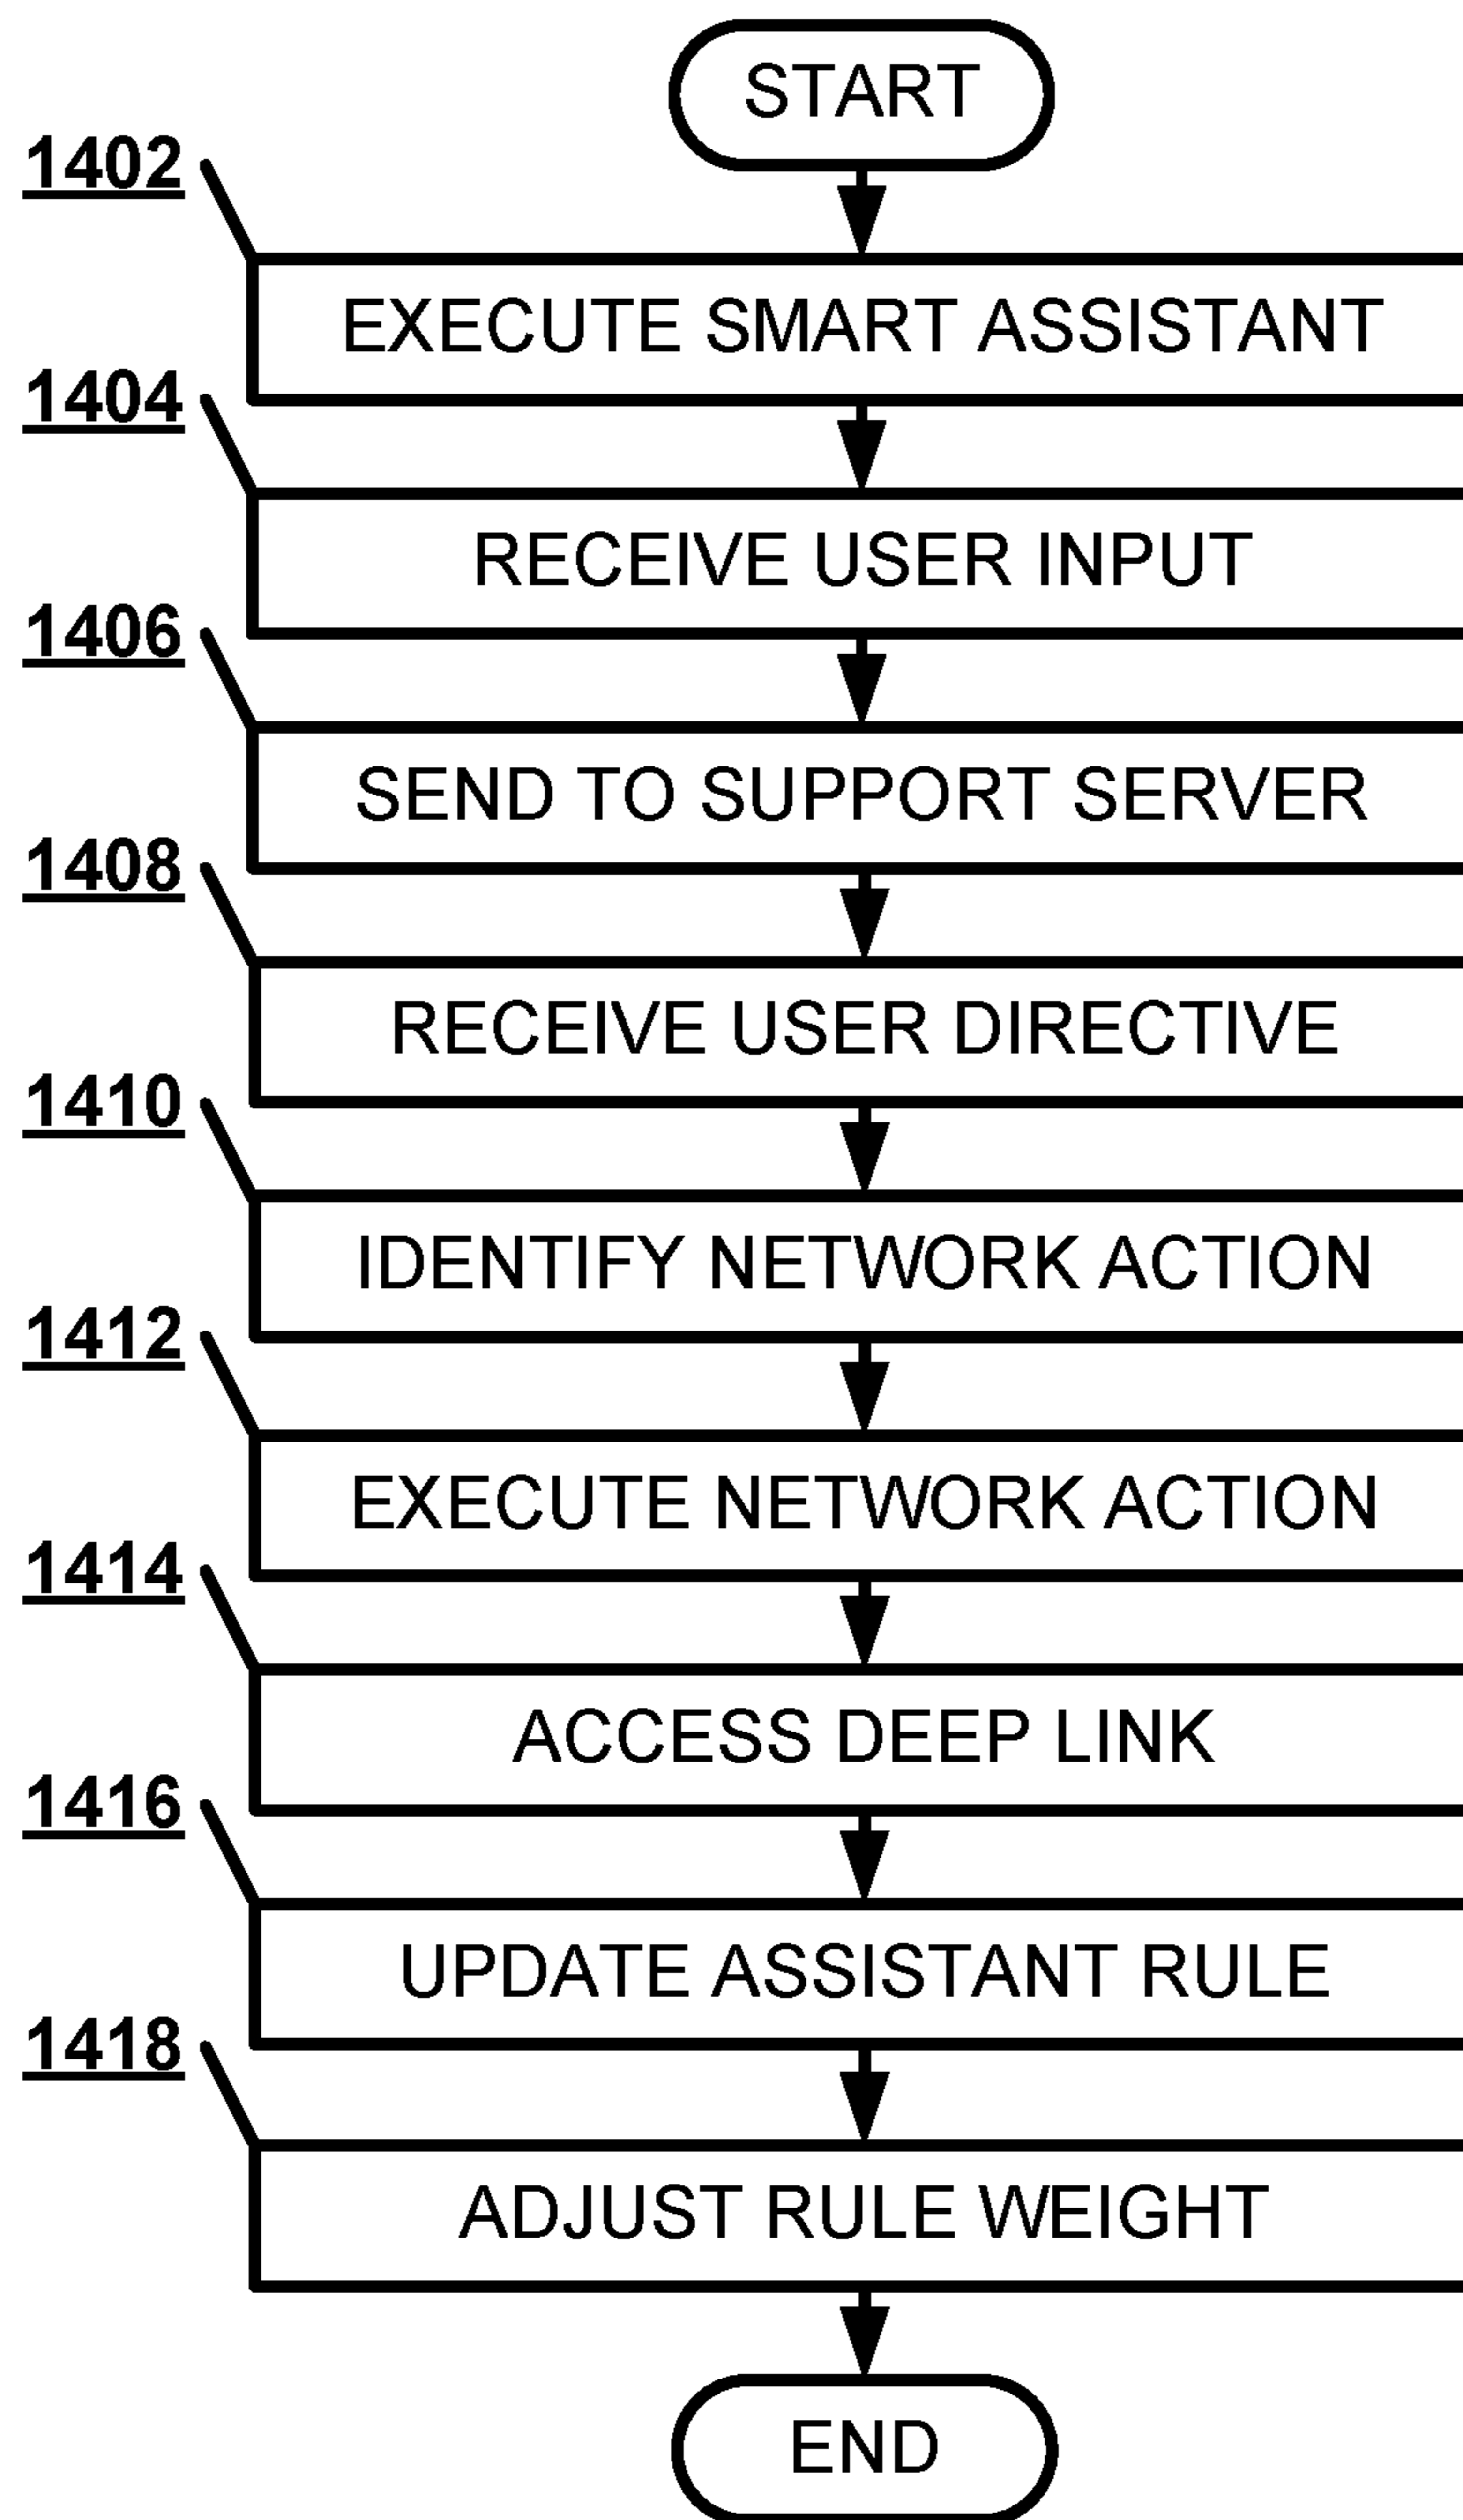 START
1402
EXECUTE SMART ASSISTANT
1404
RECEIVE USER INPUT
1406
SEND TO SUPPORT SERVER
1408
RECEIVE USER DIRECTIVE
1410
IDENTIFY NETWORK ACTION
1412
EXECUTE NETWORK ACTION
1414
ACCESS DEEP LINK
1416
UPDATE ASSISTANT RULE
1418
ADJUST RULE WEIGHT
END